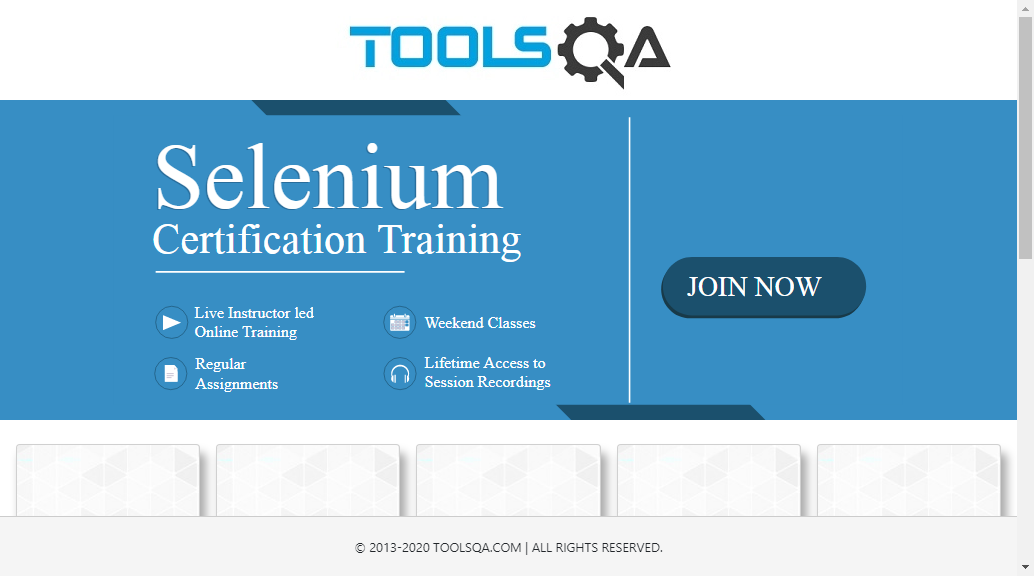 TOOLSQA
Selenium
Certification Training
Live Instructor led
Online Training
Weekend Classes
Regular
Assignments
Lifetime Access to
Session Recordings
JOIN NOW
© 2013-2020 TOOLSQA.COM | ALL RIGHTS RESERVED.